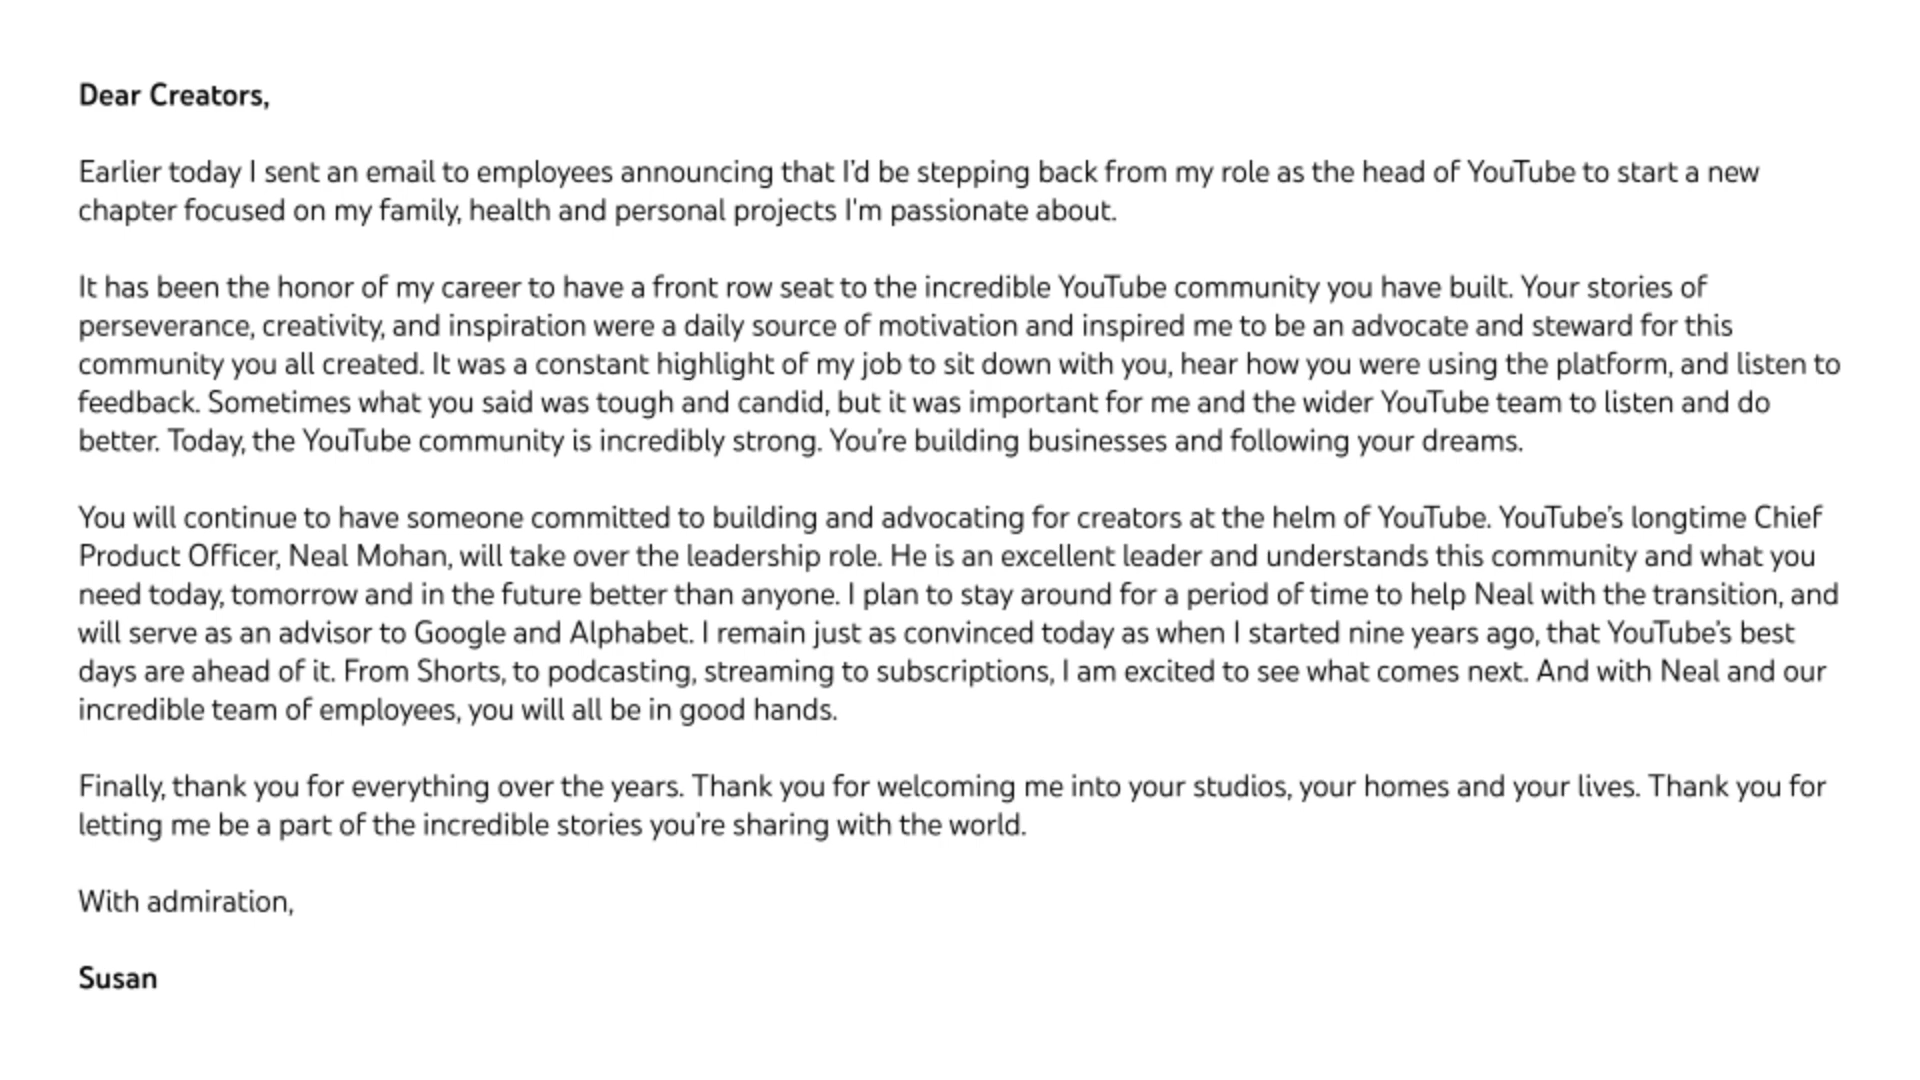 Dear Creators,
Earlier today I sent an email to employees announcing that I'd be stepping back from my role as the head of YouTube to start a new
chapter focused on my family, health and personal projects I'm passionate about.
It has been the honor of my career to have a front row seat to the incredible YouTube community you have built. Your stories of
perseverance, creativity, and inspiration were a daily source of motivation and inspired me to be an advocate and steward for this
community you all created. It was a constant highlight of my job to sit down with you, hear how you were using the platform, and listen to
feedback. Sometimes what you said was tough and candid, but it was important for me and the wider YouTube team to listen and do
better. Today, the YouTube community is incredibly strong. You're building businesses and following your dreams.
You will continue to have someone committed to building and advocating for creators at the helm of YouTube. YouTube's longtime Chief
Product Officer, Neal Mohan, will take over the leadership role. He is an excellent leader and understands this community and what you
need today, tomorrow and in the future better than anyone. I plan to stay around for a period of time to help Neal with the transition, and
will serve as an advisor to Google and Alphabet. I remain just as convinced today as when I started nine years ago, that YouTube's best
days are ahead of it. From Shorts, to podcasting, streaming to subscriptions, I am excited to see what comes next. And with Neal and our
incredible team of employees, you will all be in good hands.
Finally, thank you for everything over the years. Thank you for welcoming me into your studios, your homes and your lives. Thank you for
letting me be a part of the incredible stories you're sharing with the world.
With admiration,
Susan